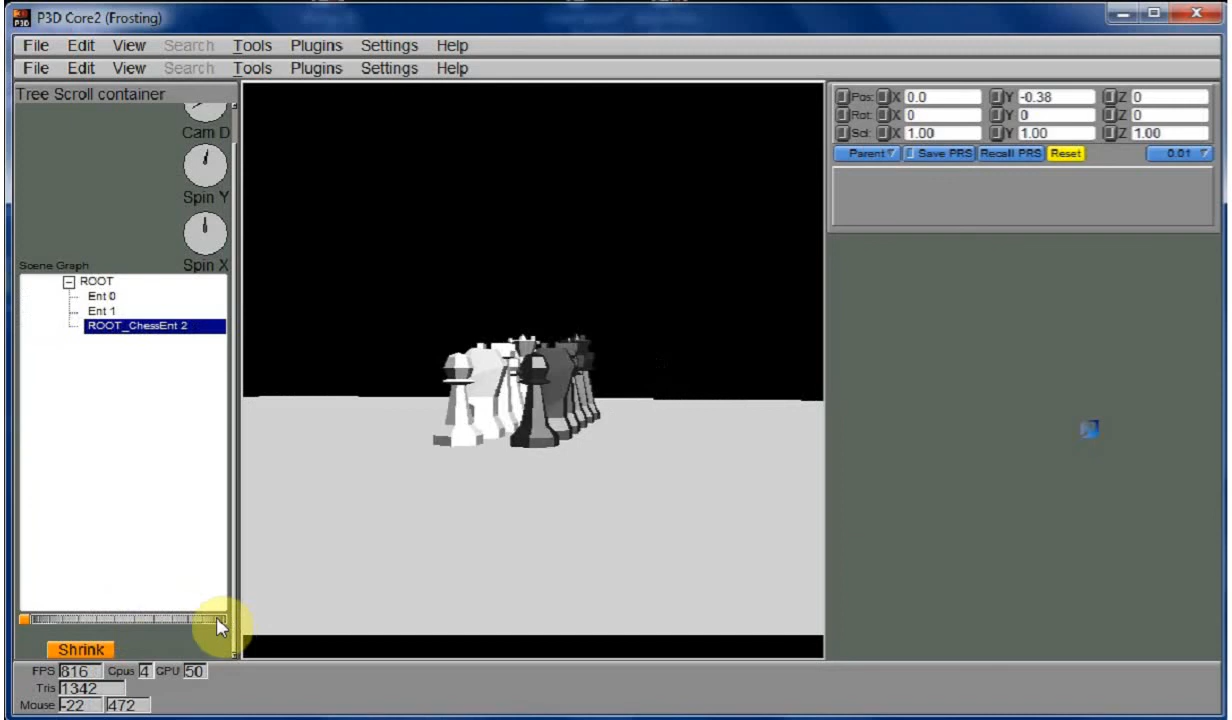 P3D Core2 (Frosting)
File Edit View Search Tools Plugins Settings Help
File Edit View Search Tools Plugins Settings Help
Tree Scroll container
Cam D
Spin Y
Spin X
Scene Graph
ROOT
Ent 0
Ent 1
ROOT_ChessEnt 2
Shrink
FPS 816 Cpus 4 GPU 50
Tris 1342
Mouse -22 472
Pos: X 0.0 Y -0.38 Z 0
Rot: X 0 Y 0 Z 0
Scl: X 1.00 Y 1.00 Z 1.00
Parent Save PRS Recall PRS Reset 0.01